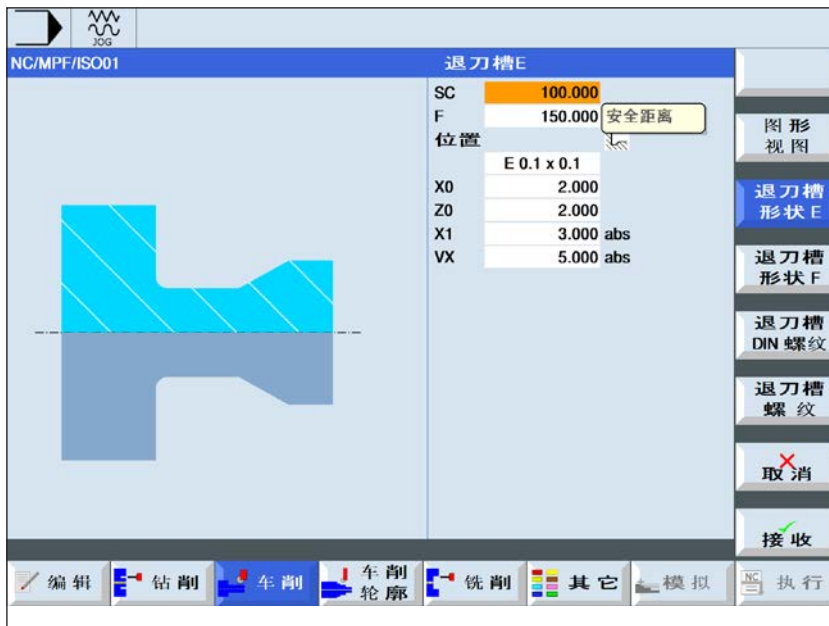 JOG
NC/MPF/ISO01
退刀槽E
SC 100.000
F 150.000
安全距离
位置
E 0.1 x 0.1
X0 2.000
Z0 2.000
X1 3.000 abs
VX 5.000 abs
图形
视图
退刀槽
形状 E
退刀槽
形状 F
退刀槽
DIN 螺纹
退刀槽
螺 纹
取消
接收
编辑
钻削
车削
车削
轮廓
铣削
其它
模拟
NC
执行